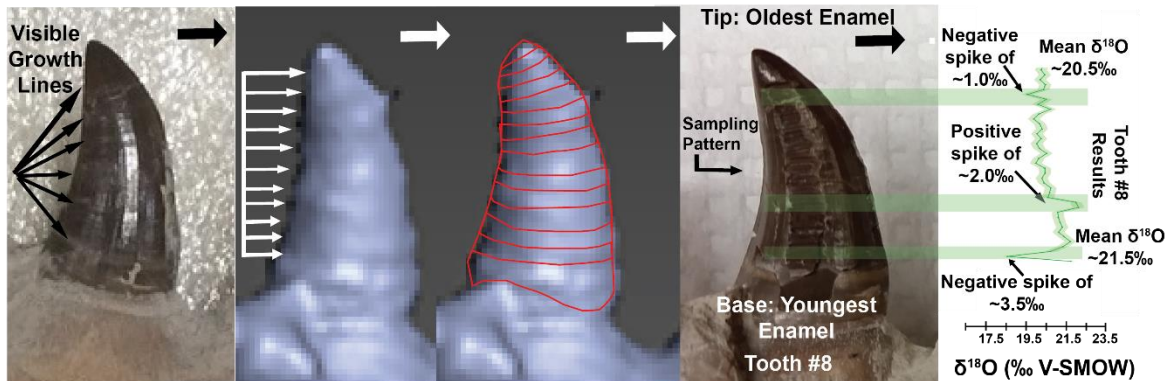 Visible
Growth
Lines
Tip: Oldest Enamel
Sampling
Pattern
Base: Youngest
Enamel
Tooth #8
Negative
spike of
~1.0‰
Mean δ¹⁸O
~20.5‰
Positive
spike of
~2.0‰
Tooth #8
Results
Mean δ¹⁸O
~21.5‰
Negative spike of
~3.5‰
17.5 19.5 21.5 23.5
δ¹⁸O (‰ V-SMOW)